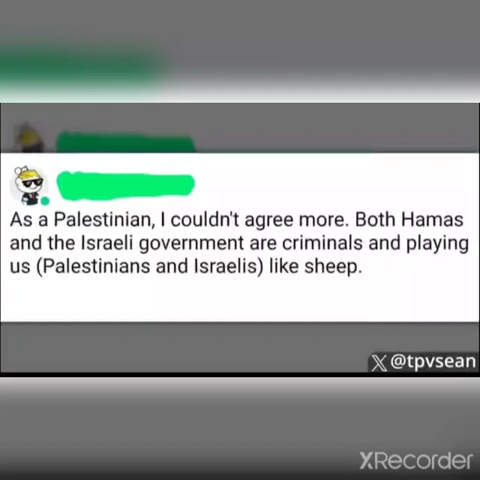 As a Palestinian, I couldn't agree more. Both Hamas
and the Israeli government are criminals and playing
us (Palestinians and Israelis) like sheep.
X @tpvsean
XRecorder